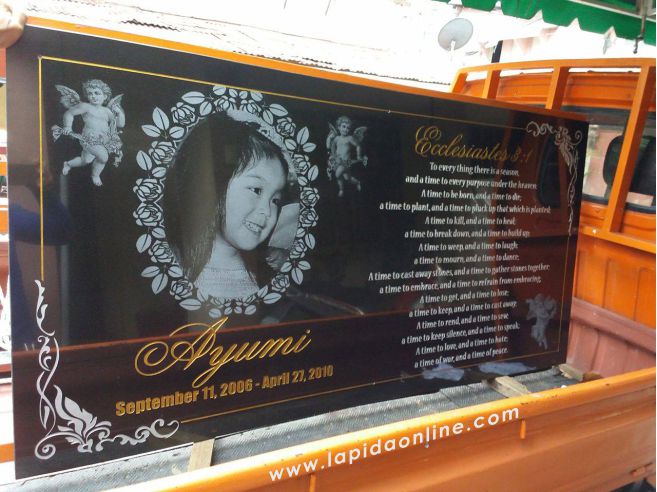 Ecclesiastes 3:1
To every thing there is a season,
and a time to every purpose under the heaven:
A time to be born, and a time to die;
a time to plant, and a time to pluck up that which is planted;
A time to kill, and a time to heal;
a time to break down, and a time to build up;
A time to weep, and a time to laugh;
a time to mourn, and a time to dance;
A time to cast away stones, and a time to gather stones together;
a time to embrace, and a time to refrain from embracing;
A time to get, and a time to lose;
a time to keep, and a time to cast away;
A time to rend, and a time to sew;
a time to keep silence, and a time to speak;
A time to love, and a time to hate;
a time of war, and a time of peace.
Ayumi
September 11, 2006 - April 27, 2010
www.lapidaonline.com